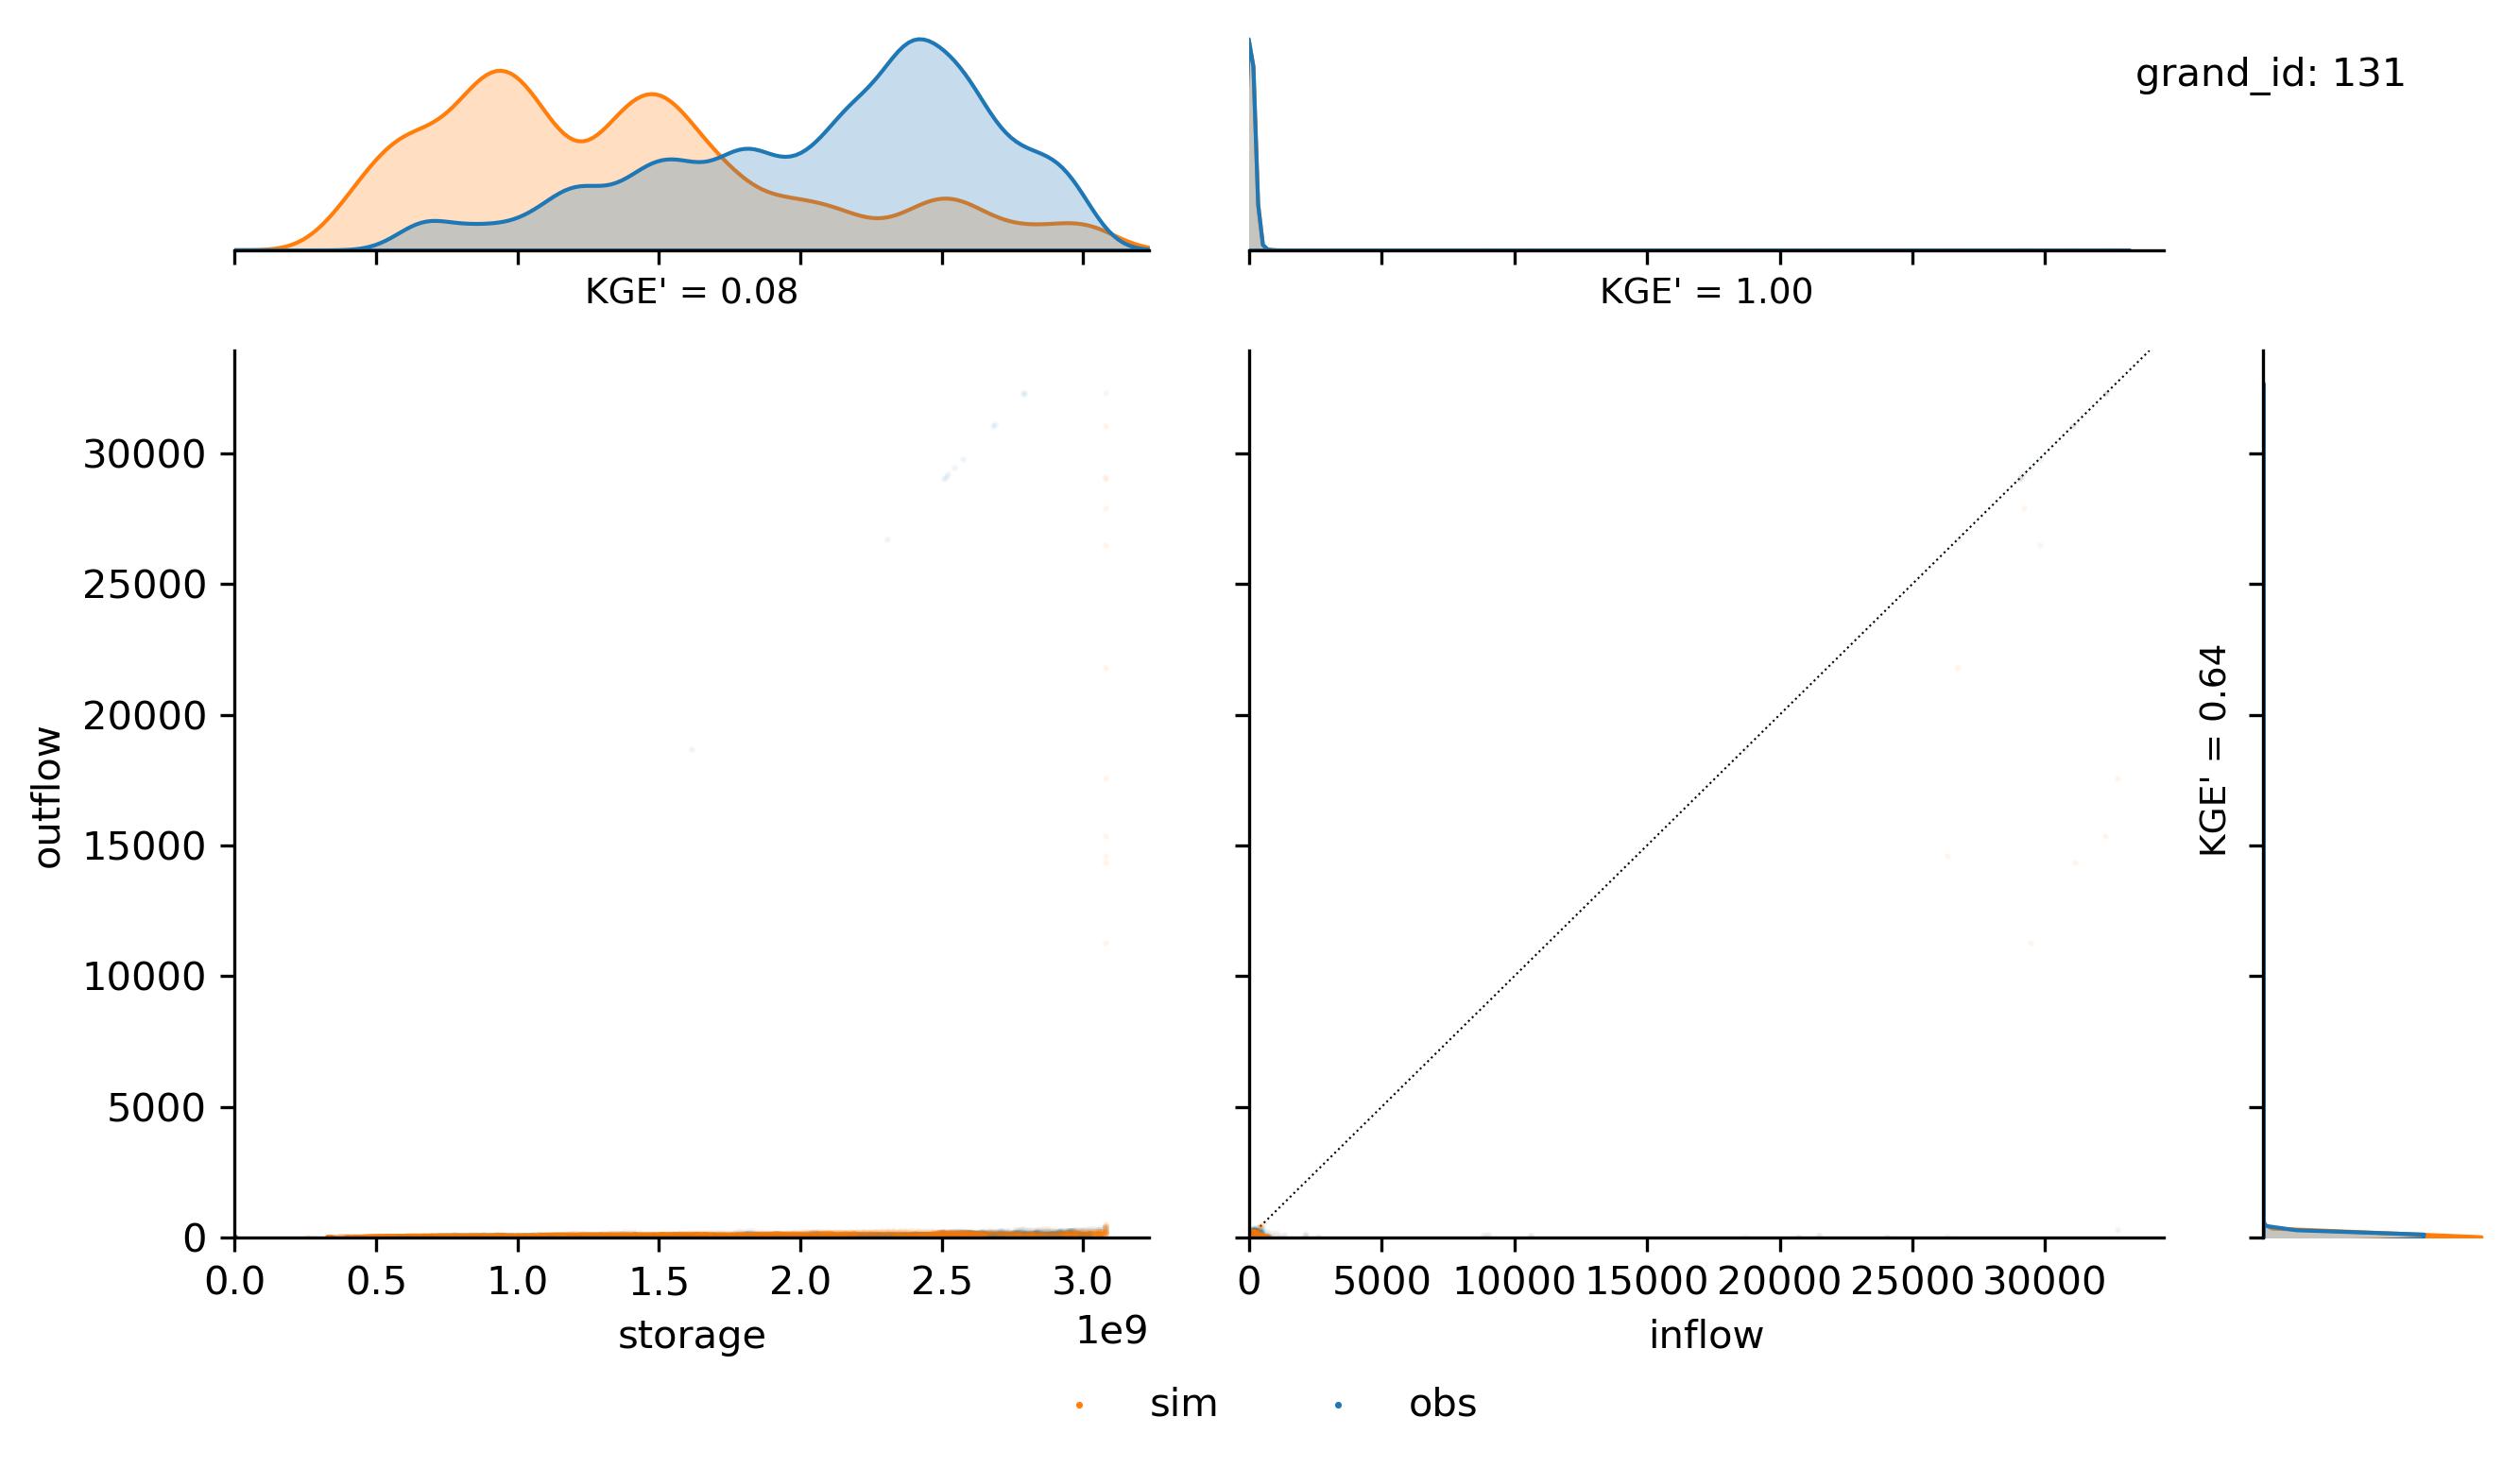 grand_id: 131
KGE' = 0.08
KGE' = 1.00
outflow
30000
25000
20000
15000
10000
5000
0
KGE' = 0.64
0.0 0.5 1.0 1.5 2.0 2.5 3.0
0 5000 10000 15000 20000 25000 30000
storage
1e9
inflow
sim
obs